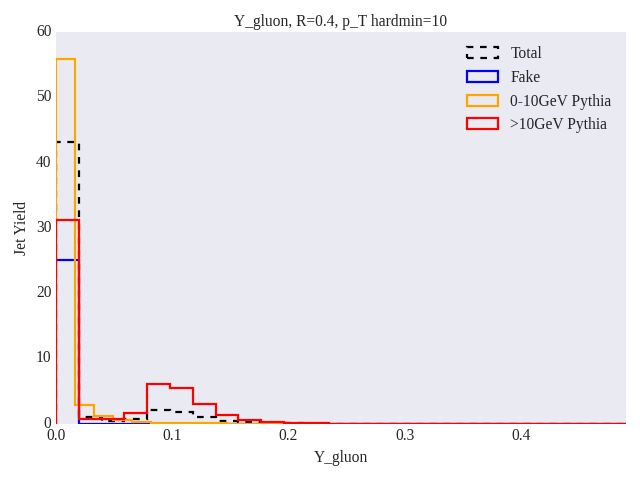 Y_gluon, R=0.4, p_T hardmin=10
Total
Fake
0-10GeV Pythia
>10GeV Pythia
Jet Yield
60
50
40
30
20
10
0
0.0 0.1 0.2 0.3 0.4
Y_gluon